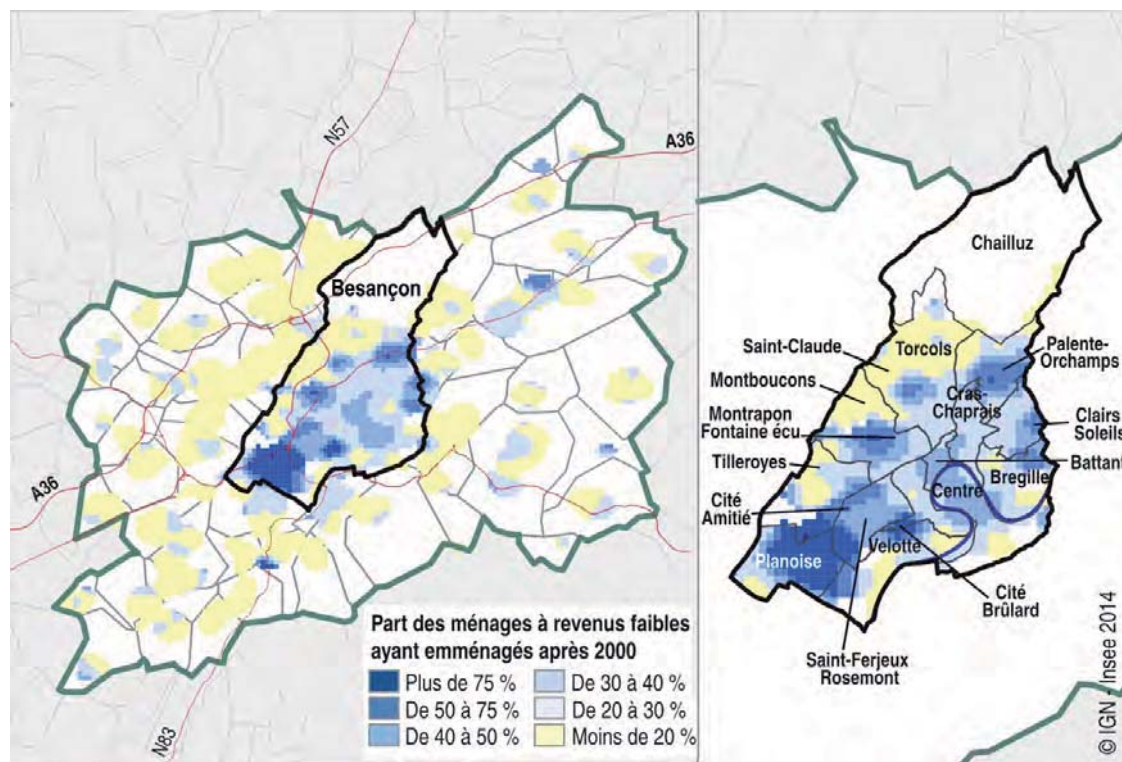 N57
A36
Besançon
A36
N83
Part des ménages à revenus faibles
ayant emménagés après 2000
Plus de 75 %
De 50 à 75 %
De 40 à 50 %
De 30 à 40 %
De 20 à 30 %
Moins de 20 %
Chailluz
Saint-Claude
Torcols
Palente-
Orchamps
Montboucons
Cras-
Chaprais
Montrapon
Fontaine écu
Clairs
Soleils
Tilleroyes
Battant
Bregille
Centre
Cité
Amitié
Planoise
Velotte
Cité
Brûlard
Saint-Ferjeux
Rosemont
© IGN - Insee 2014